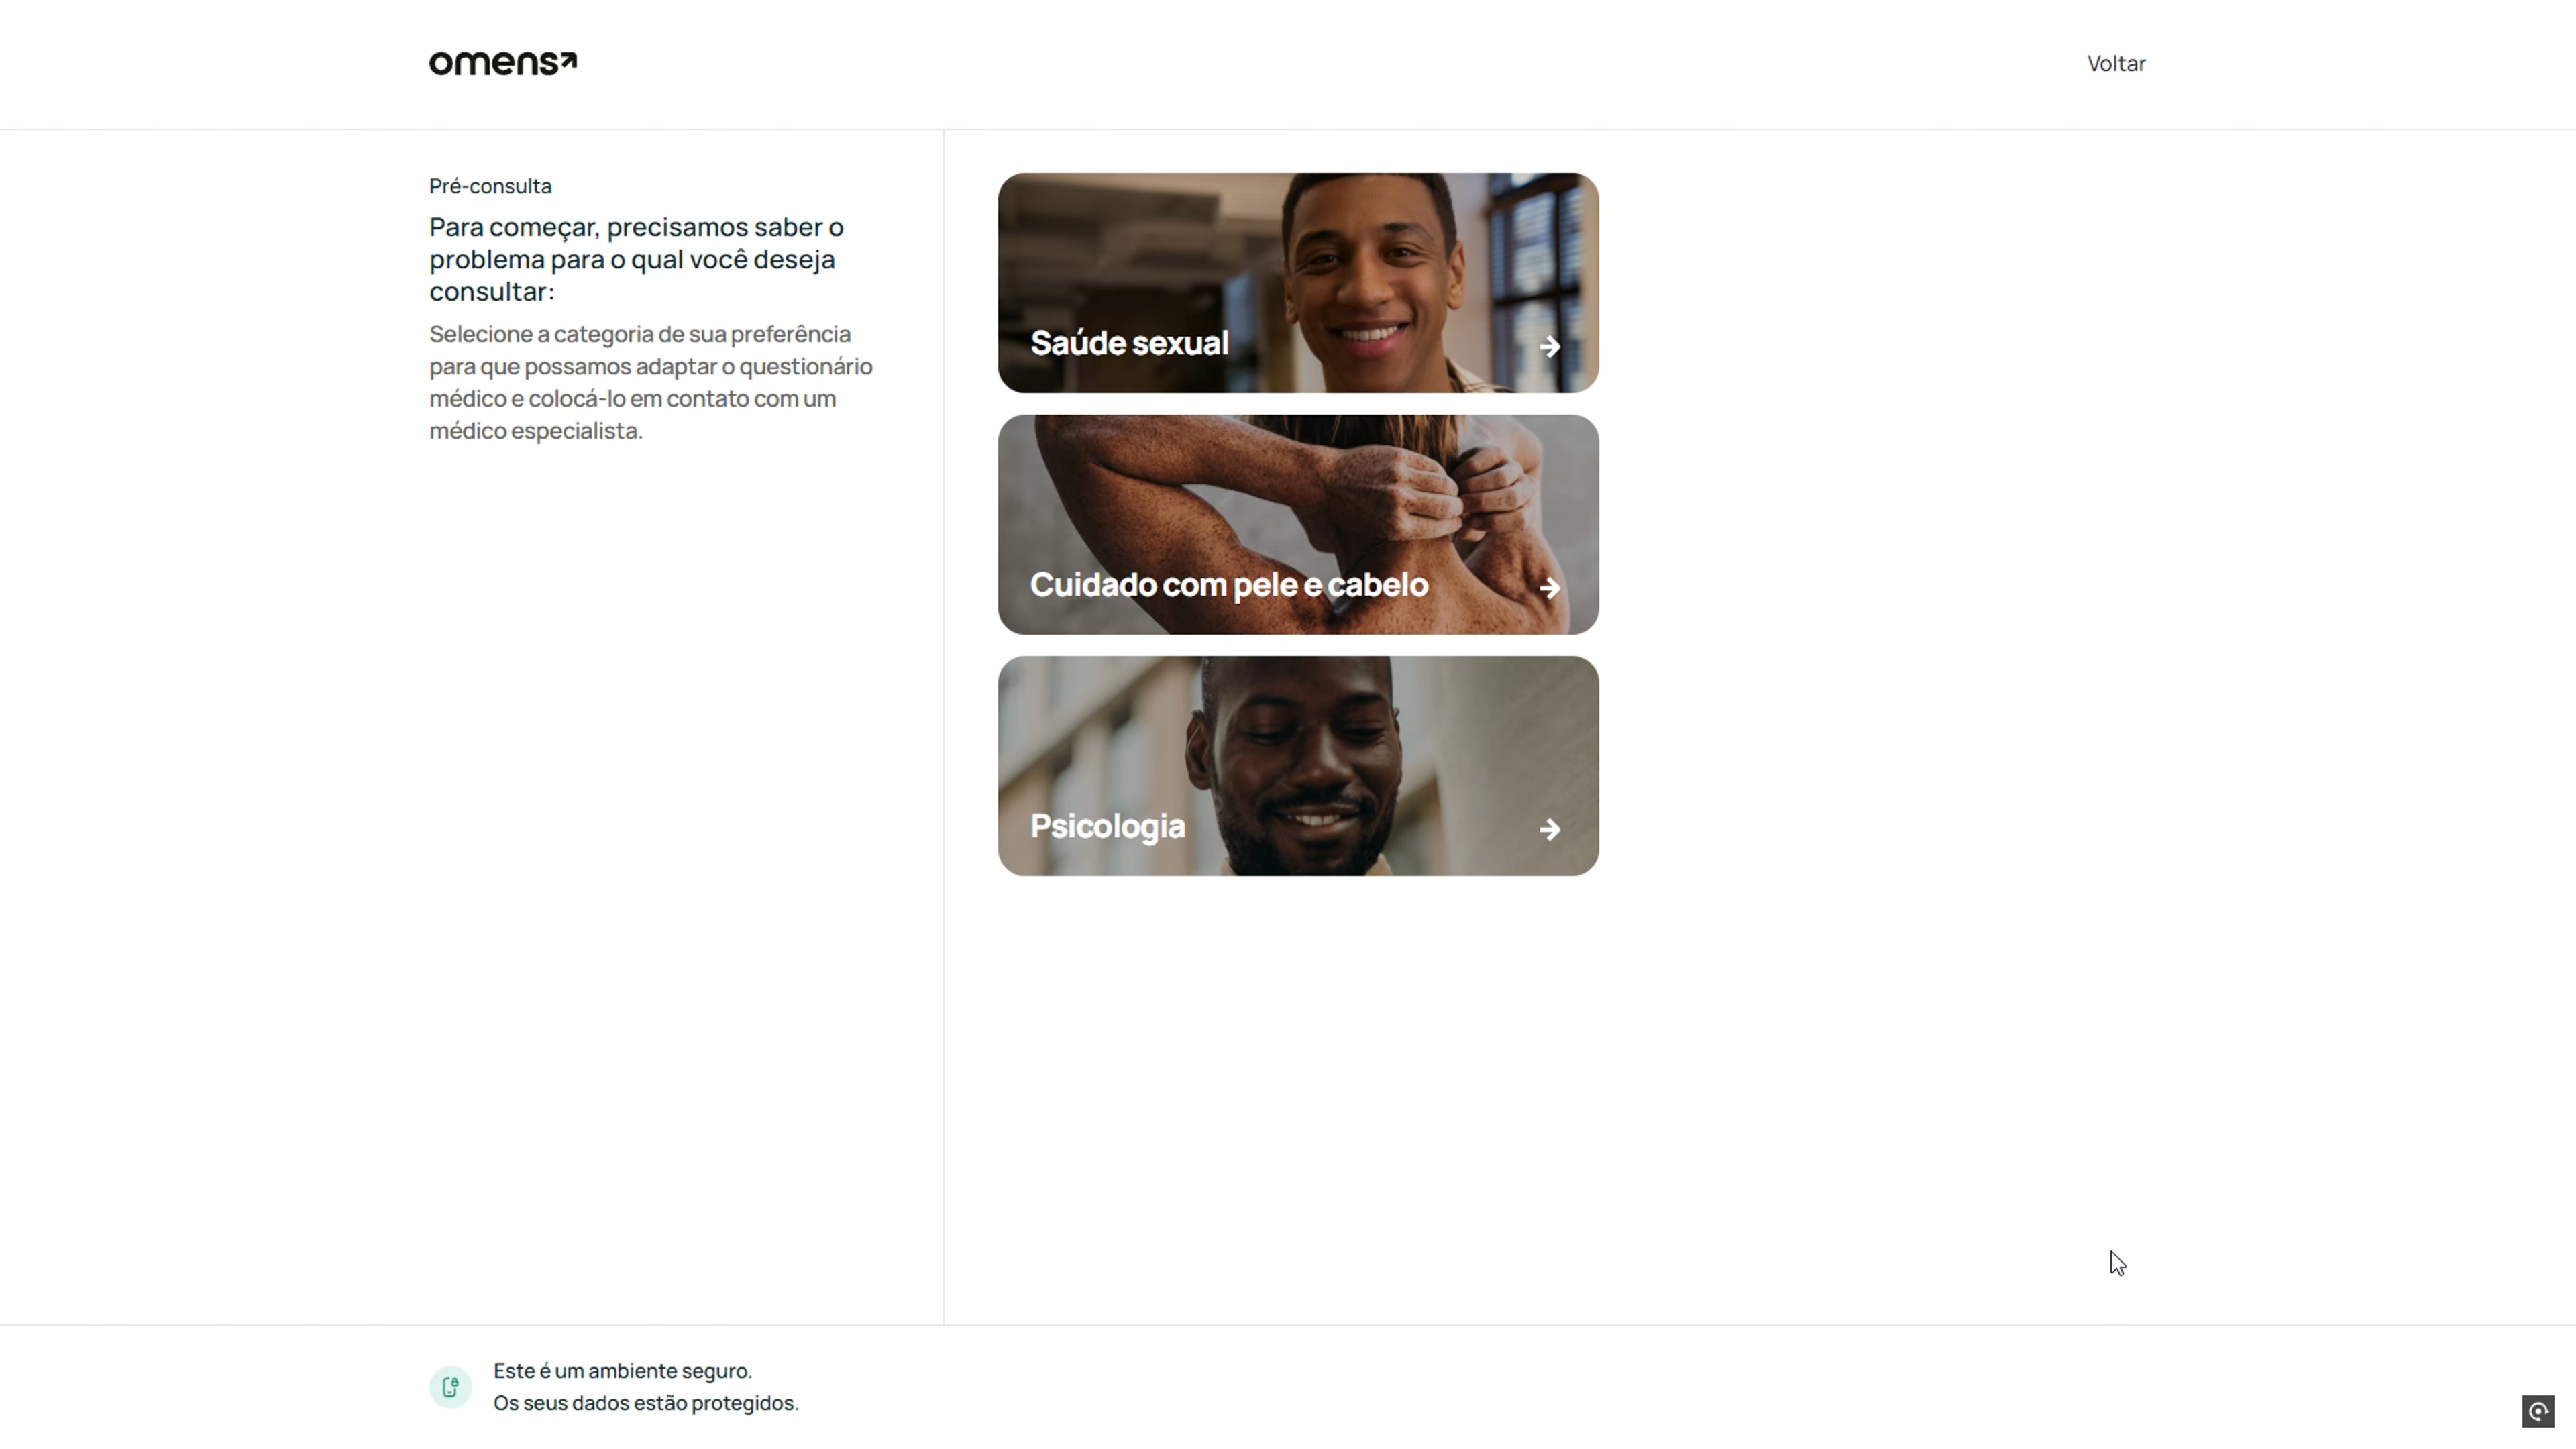 omens
Voltar
Pré-consulta
Para começar, precisamos saber o
problema para o qual você deseja
consultar:
Selecione a categoria de sua preferência
para que possamos adaptar o questionário
médico e colocá-lo em contato com um
médico especialista.
Saúde sexual
Cuidado com pele e cabelo
Psicologia
Este é um ambiente seguro.
Os seus dados estão protegidos.